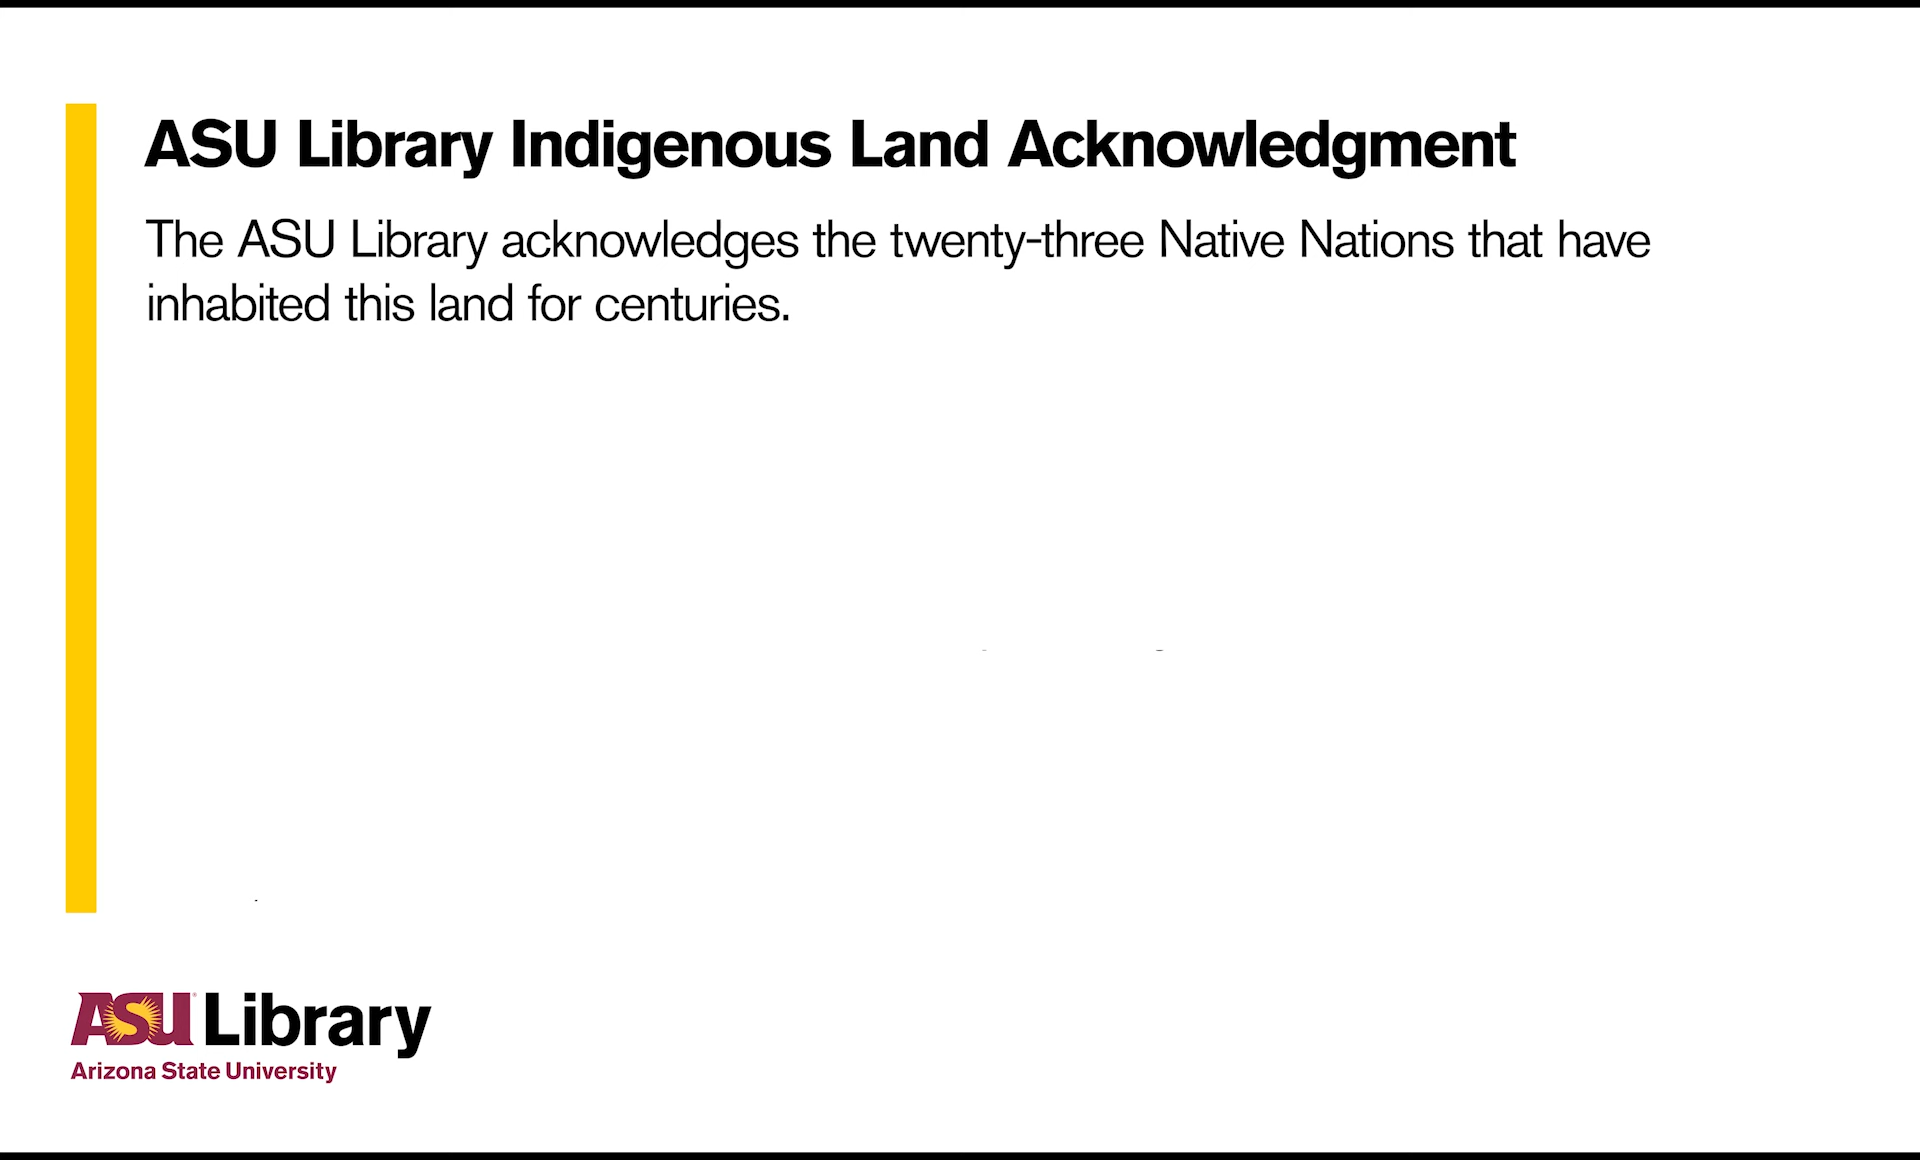 ASU Library Indigenous Land Acknowledgment
The ASU Library acknowledges the twenty-three Native Nations that have
inhabited this land for centuries.
ASU Library
Arizona State University